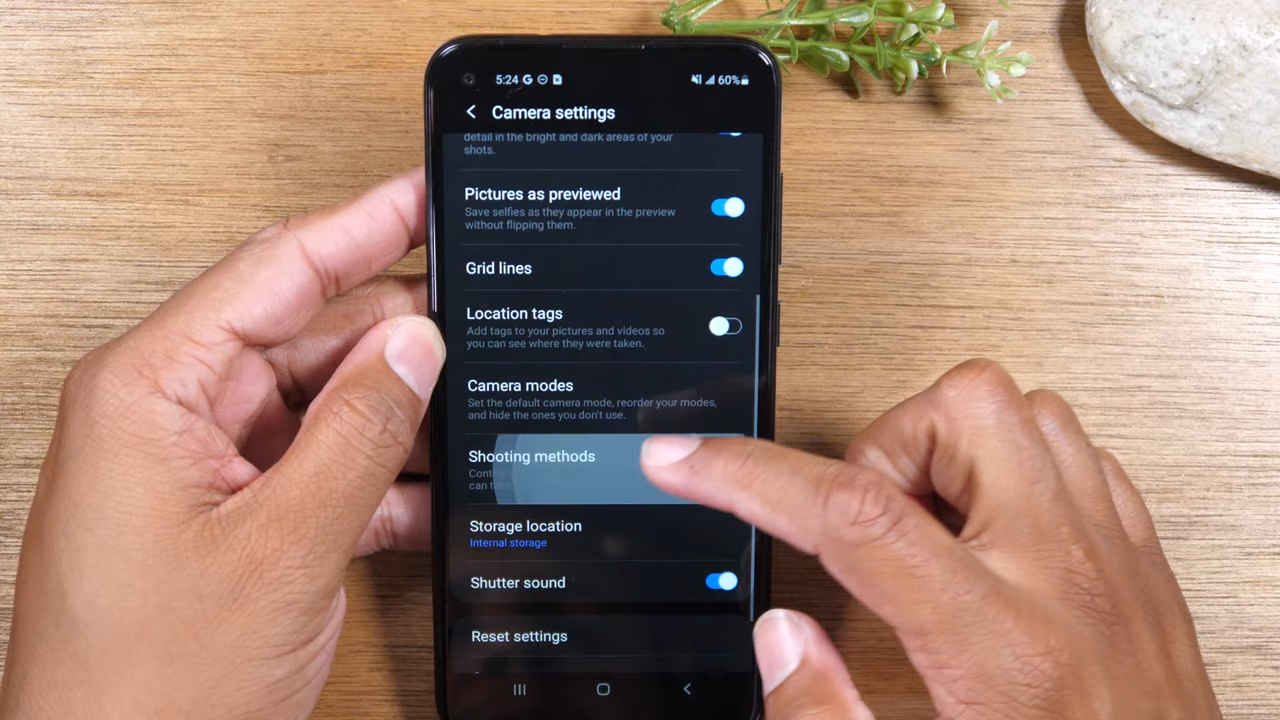 5:24 G
60%
Camera settings
detail in the bright and dark areas of your
shots.
Pictures as previewed
Save selfies as they appear in the preview
without flipping them.
Grid lines
Location tags
Add tags to your pictures and videos so
you can see where they were taken.
Camera modes
Set the default camera mode, reorder your modes,
and hide the ones you don't use.
Shooting methods
can
Storage location
Internal storage
Shutter sound
Reset settings